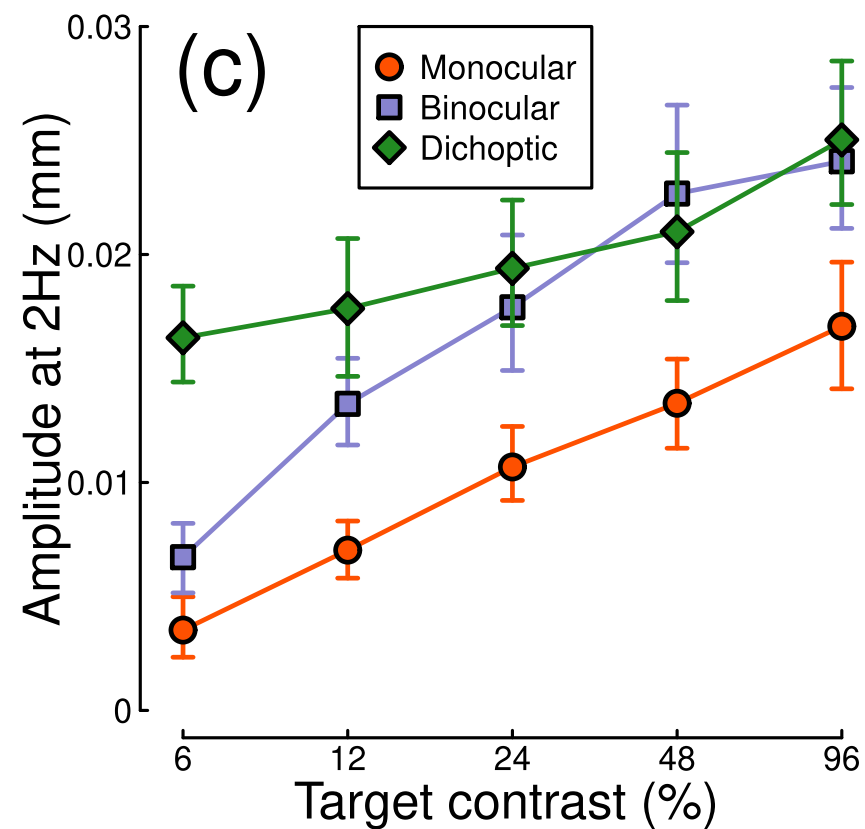 (c)
Monocular
Binocular
Dichoptic
Amplitude at 2Hz (mm)
0.03
0.02
0.01
0
6 12 24 48 96
Target contrast (%)